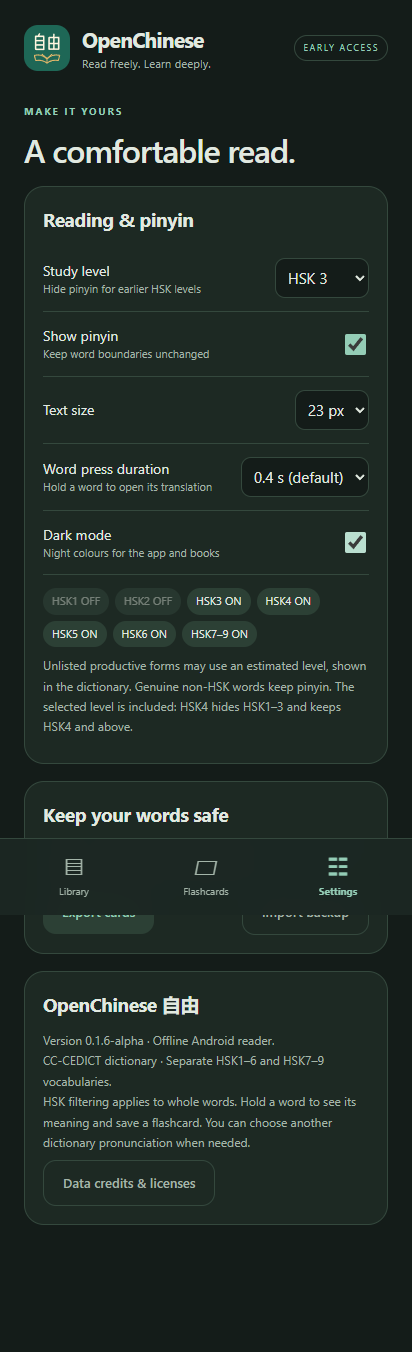 自由
OpenChinese
Read freely. Learn deeply.
EARLY ACCESS
MAKE IT YOURS
A comfortable read.
Reading & pinyin
Study level
Hide pinyin for earlier HSK levels
HSK 3
Show pinyin
Keep word boundaries unchanged
Text size
23 px
Word press duration
Hold a word to open its translation
0.4 s (default)
Dark mode
Night colours for the app and books
HSK1 OFF HSK2 OFF HSK3 ON HSK4 ON
HSK5 ON HSK6 ON HSK7–9 ON
Unlisted productive forms may use an estimated level, shown
in the dictionary. Genuine non-HSK words keep pinyin. The
selected level is included: HSK4 hides HSK1–3 and keeps
HSK4 and above.
Keep your words safe
Library Flashcards Settings
Export cards Import backup
OpenChinese 自由
Version 0.1.6-alpha · Offline Android reader.
CC-CEDICT dictionary · Separate HSK1–6 and HSK7–9
vocabularies.
HSK filtering applies to whole words. Hold a word to see its
meaning and save a flashcard. You can choose another
dictionary pronunciation when needed.
Data credits & licenses